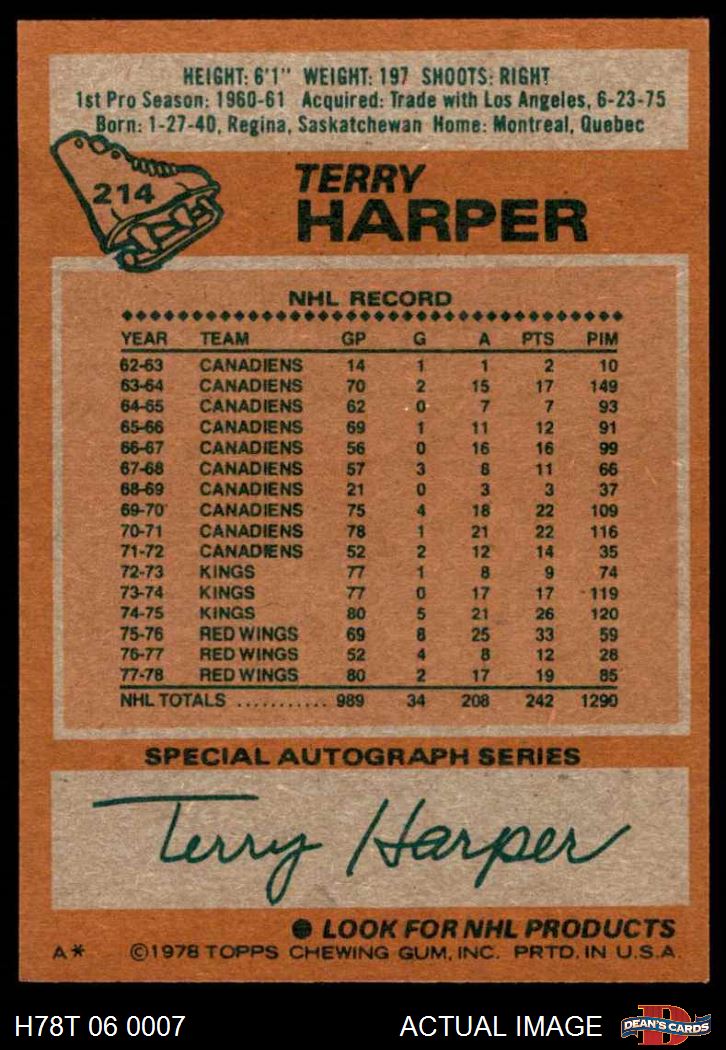 HEIGHT: 6'1" WEIGHT: 197 SHOOTS: RIGHT
1st Pro Season: 1960-61 Acquired: Trade with Los Angeles, 6-23-75
Born: 1-27-40, Regina, Saskatchewan Home: Montreal, Quebec
214
TERRY
HARPER
NHL RECORD
YEAR TEAM GP G A PTS PIM
62-63 CANADIENS 14 1 1 2 10
63-64 CANADIENS 70 2 15 17 149
64-65 CANADIENS 62 0 7 7 93
65-66 CANADIENS 69 1 11 12 91
66-67 CANADIENS 56 0 16 16 99
67-68 CANADIENS 57 3 8 11 66
68-69 CANADIENS 21 0 3 3 37
69-70 CANADIENS 75 4 18 22 109
70-71 CANADIENS 78 1 21 22 116
71-72 CANADIENS 52 2 12 14 35
72-73 KINGS 77 1 8 9 74
73-74 KINGS 77 0 17 17 119
74-75 KINGS 80 5 21 26 120
75-76 RED WINGS 69 8 25 33 59
76-77 RED WINGS 52 4 8 12 28
77-78 RED WINGS 80 2 17 19 85
NHL TOTALS ........... 989 34 208 242 1290
SPECIAL AUTOGRAPH SERIES
Terry Harper
● LOOK FOR NHL PRODUCTS
A* ©1978 TOPPS CHEWING GUM, INC. PRTD. IN U.S.A.
H78T 06 0007 ACTUAL IMAGE D DEAN'S CARDS